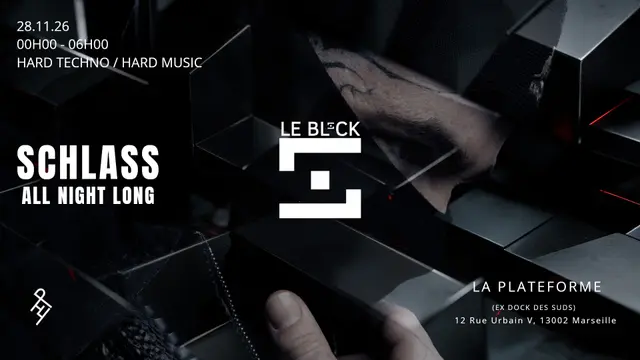 28.11.26
00H00 - 06H00
HARD TECHNO / HARD MUSIC
LE BLOCK
SCHLASS
ALL NIGHT LONG
LA PLATEFORME
(EX DOCK DES SUDS)
12 Rue Urbain V, 13002 Marseille